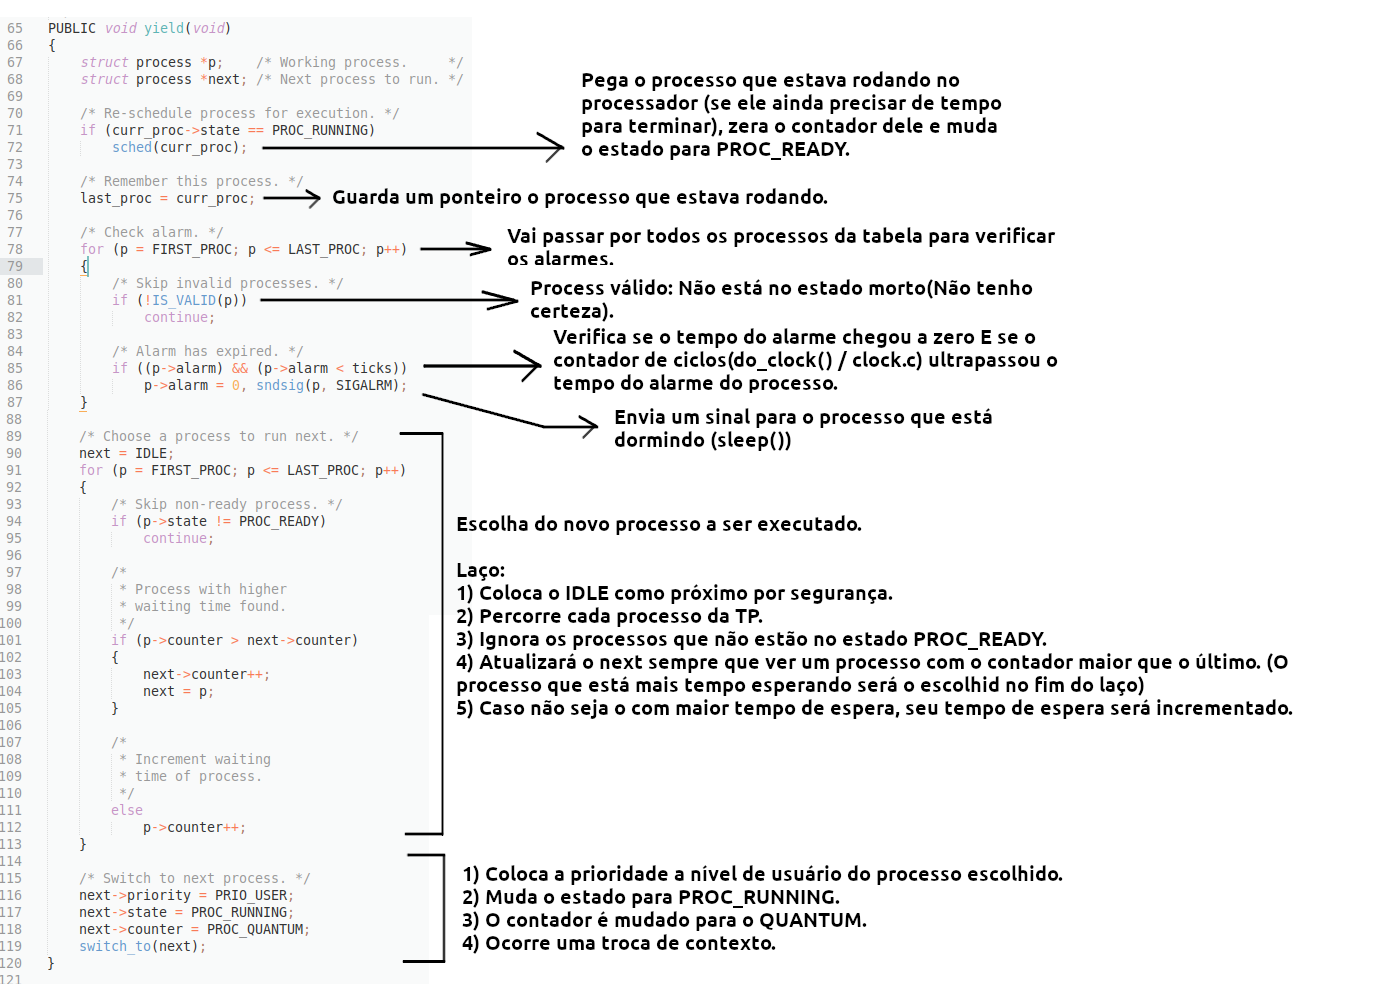 65 PUBLIC void yield(void)
66 {
67 struct process *p; /* Working process. */
68 struct process *next; /* Next process to run. */
69
70 /* Re-schedule process for execution. */
71 if (curr_proc->state == PROC_RUNNING)
72 sched(curr_proc);
Pega o processo que estava rodando no
processador (se ele ainda precisar de tempo
para terminar), zera o contador dele e muda
o estado para PROC_READY.
73
74 /* Remember this process. */
75 last_proc = curr_proc;
Guarda um ponteiro o processo que estava rodando.
76
77 /* Check alarm. */
78 for (p = FIRST_PROC; p <= LAST_PROC; p++)
Vai passar por todos os processos da tabela para verificar
os alarmes.
79 {
80 /* Skip invalid processes. */
81 if (!IS_VALID(p))
Process válido: Não está no estado morto(Não tenho
certeza).
82 continue;
83
84 /* Alarm has expired. */
85 if ((p->alarm) && (p->alarm < ticks))
Verifica se o tempo do alarme chegou a zero E se o
contador de ciclos(do_clock() / clock.c) ultrapassou o
tempo do alarme do processo.
86 p->alarm = 0, sndsig(p, SIGALRM);
Envia um sinal para o processo que está
dormindo (sleep())
87 }
88
89 /* Choose a process to run next. */
90 next = IDLE;
91 for (p = FIRST_PROC; p <= LAST_PROC; p++)
92 {
93 /* Skip non-ready process. */
94 if (p->state != PROC_READY)
95 continue;
96
97 /*
98 * Process with higher
99 * waiting time found.
100 */
101 if (p->counter > next->counter)
102 {
103 next->counter++;
104 next = p;
105 }
106
107 /*
108 * Increment waiting
109 * time of process.
110 */
111 else
112 p->counter++;
113 }
Escolha do novo processo a ser executado.
Laço:
1) Coloca o IDLE como próximo por segurança.
2) Percorre cada processo da TP.
3) Ignora os processos que não estão no estado PROC_READY.
4) Atualizará o next sempre que ver um processo com o contador maior que o último. (O
processo que está mais tempo esperando será o escolhid no fim do laço)
5) Caso não seja o com maior tempo de espera, seu tempo de espera será incrementado.
114
115 /* Switch to next process. */
116 next->priority = PRIO_USER;
117 next->state = PROC_RUNNING;
118 next->counter = PROC_QUANTUM;
119 switch_to(next);
120 }
121
1) Coloca a prioridade a nível de usuário do processo escolhido.
2) Muda o estado para PROC_RUNNING.
3) O contador é mudado para o QUANTUM.
4) Ocorre uma troca de contexto.